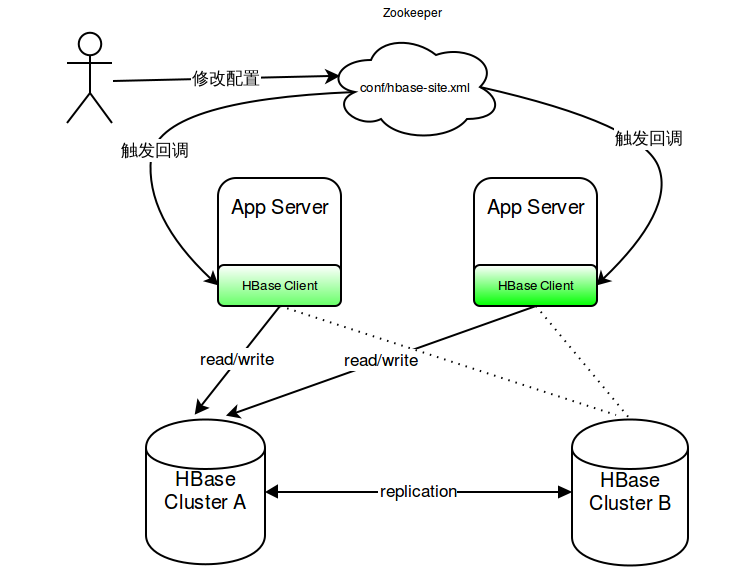 Zookeeper
修改配置
conf/hbase-site.xml
触发回调
触发回调
App Server
App Server
HBase Client
HBase Client
read/write
read/write
HBase
Cluster A
replication
HBase
Cluster B